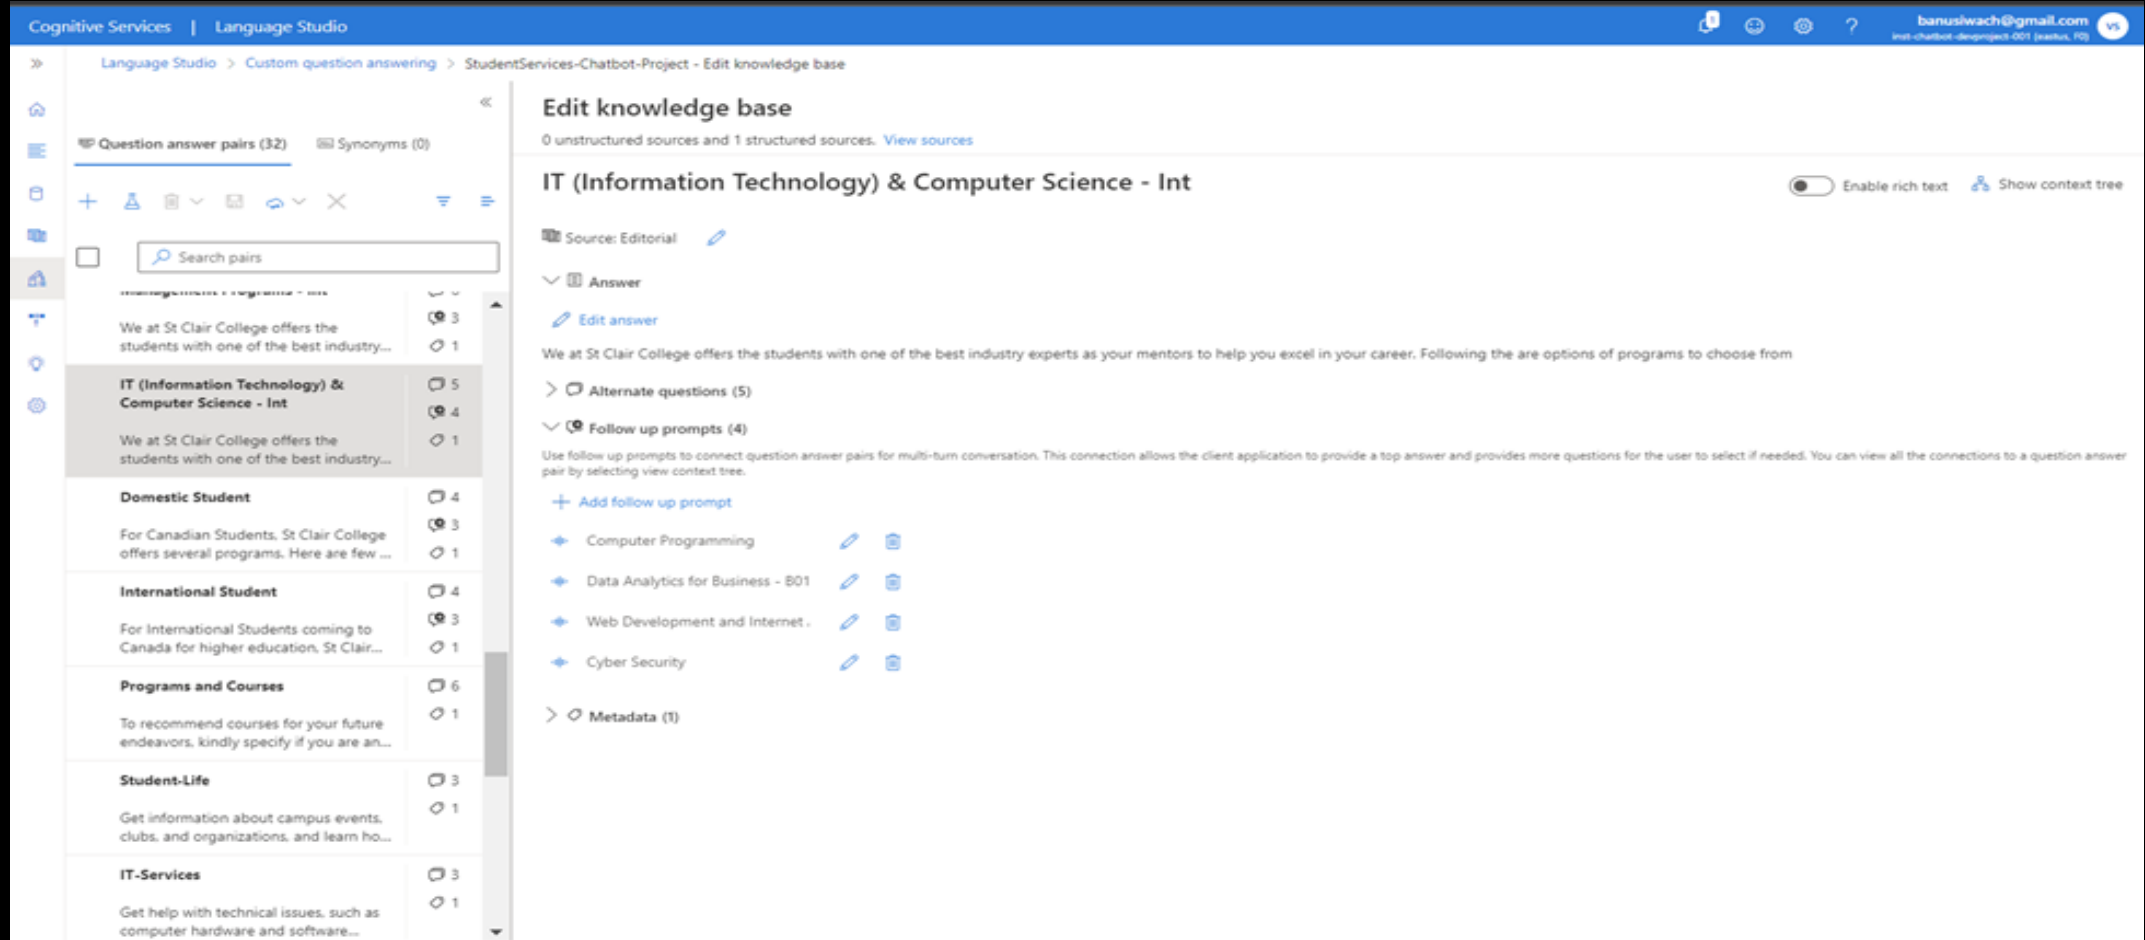 Cognitive Services | Language Studio
banusiwach@gmail.com
inst-chatbot-devproject-001 (eastus, F0)
VS
Language Studio > Custom question answering > StudentServices-Chatbot-Project - Edit knowledge base
Question answer pairs (32) Synonyms (0)
Search pairs
Management Programs - Int
3
We at St Clair College offers the
students with one of the best industry...
1
IT (Information Technology) &
5
Computer Science - Int
4
We at St Clair College offers the
1
students with one of the best industry...
Domestic Student
4
3
For Canadian Students, St Clair College
offers several programs. Here are few ...
1
International Student
4
3
For International Students coming to
Canada for higher education, St Clair...
1
Programs and Courses
6
1
To recommend courses for your future
endeavors, kindly specify if you are an...
Student-Life
3
1
Get information about campus events,
clubs, and organizations, and learn ho...
IT-Services
3
1
Get help with technical issues, such as
computer hardware and software...
Edit knowledge base
0 unstructured sources and 1 structured sources. View sources
IT (Information Technology) & Computer Science - Int
Enable rich text
Show context tree
Source: Editorial
Answer
Edit answer
We at St Clair College offers the students with one of the best industry experts as your mentors to help you excel in your career. Following the are options of programs to choose from
Alternate questions (5)
Follow up prompts (4)
Use follow up prompts to connect question answer pairs for multi-turn conversation. This connection allows the client application to provide a top answer and provides more questions for the user to select if needed. You can view all the connections to a question answer
pair by selecting view context tree.
Add follow up prompt
Computer Programming
Data Analytics for Business - B01
Web Development and Internet
Cyber Security
Metadata (1)